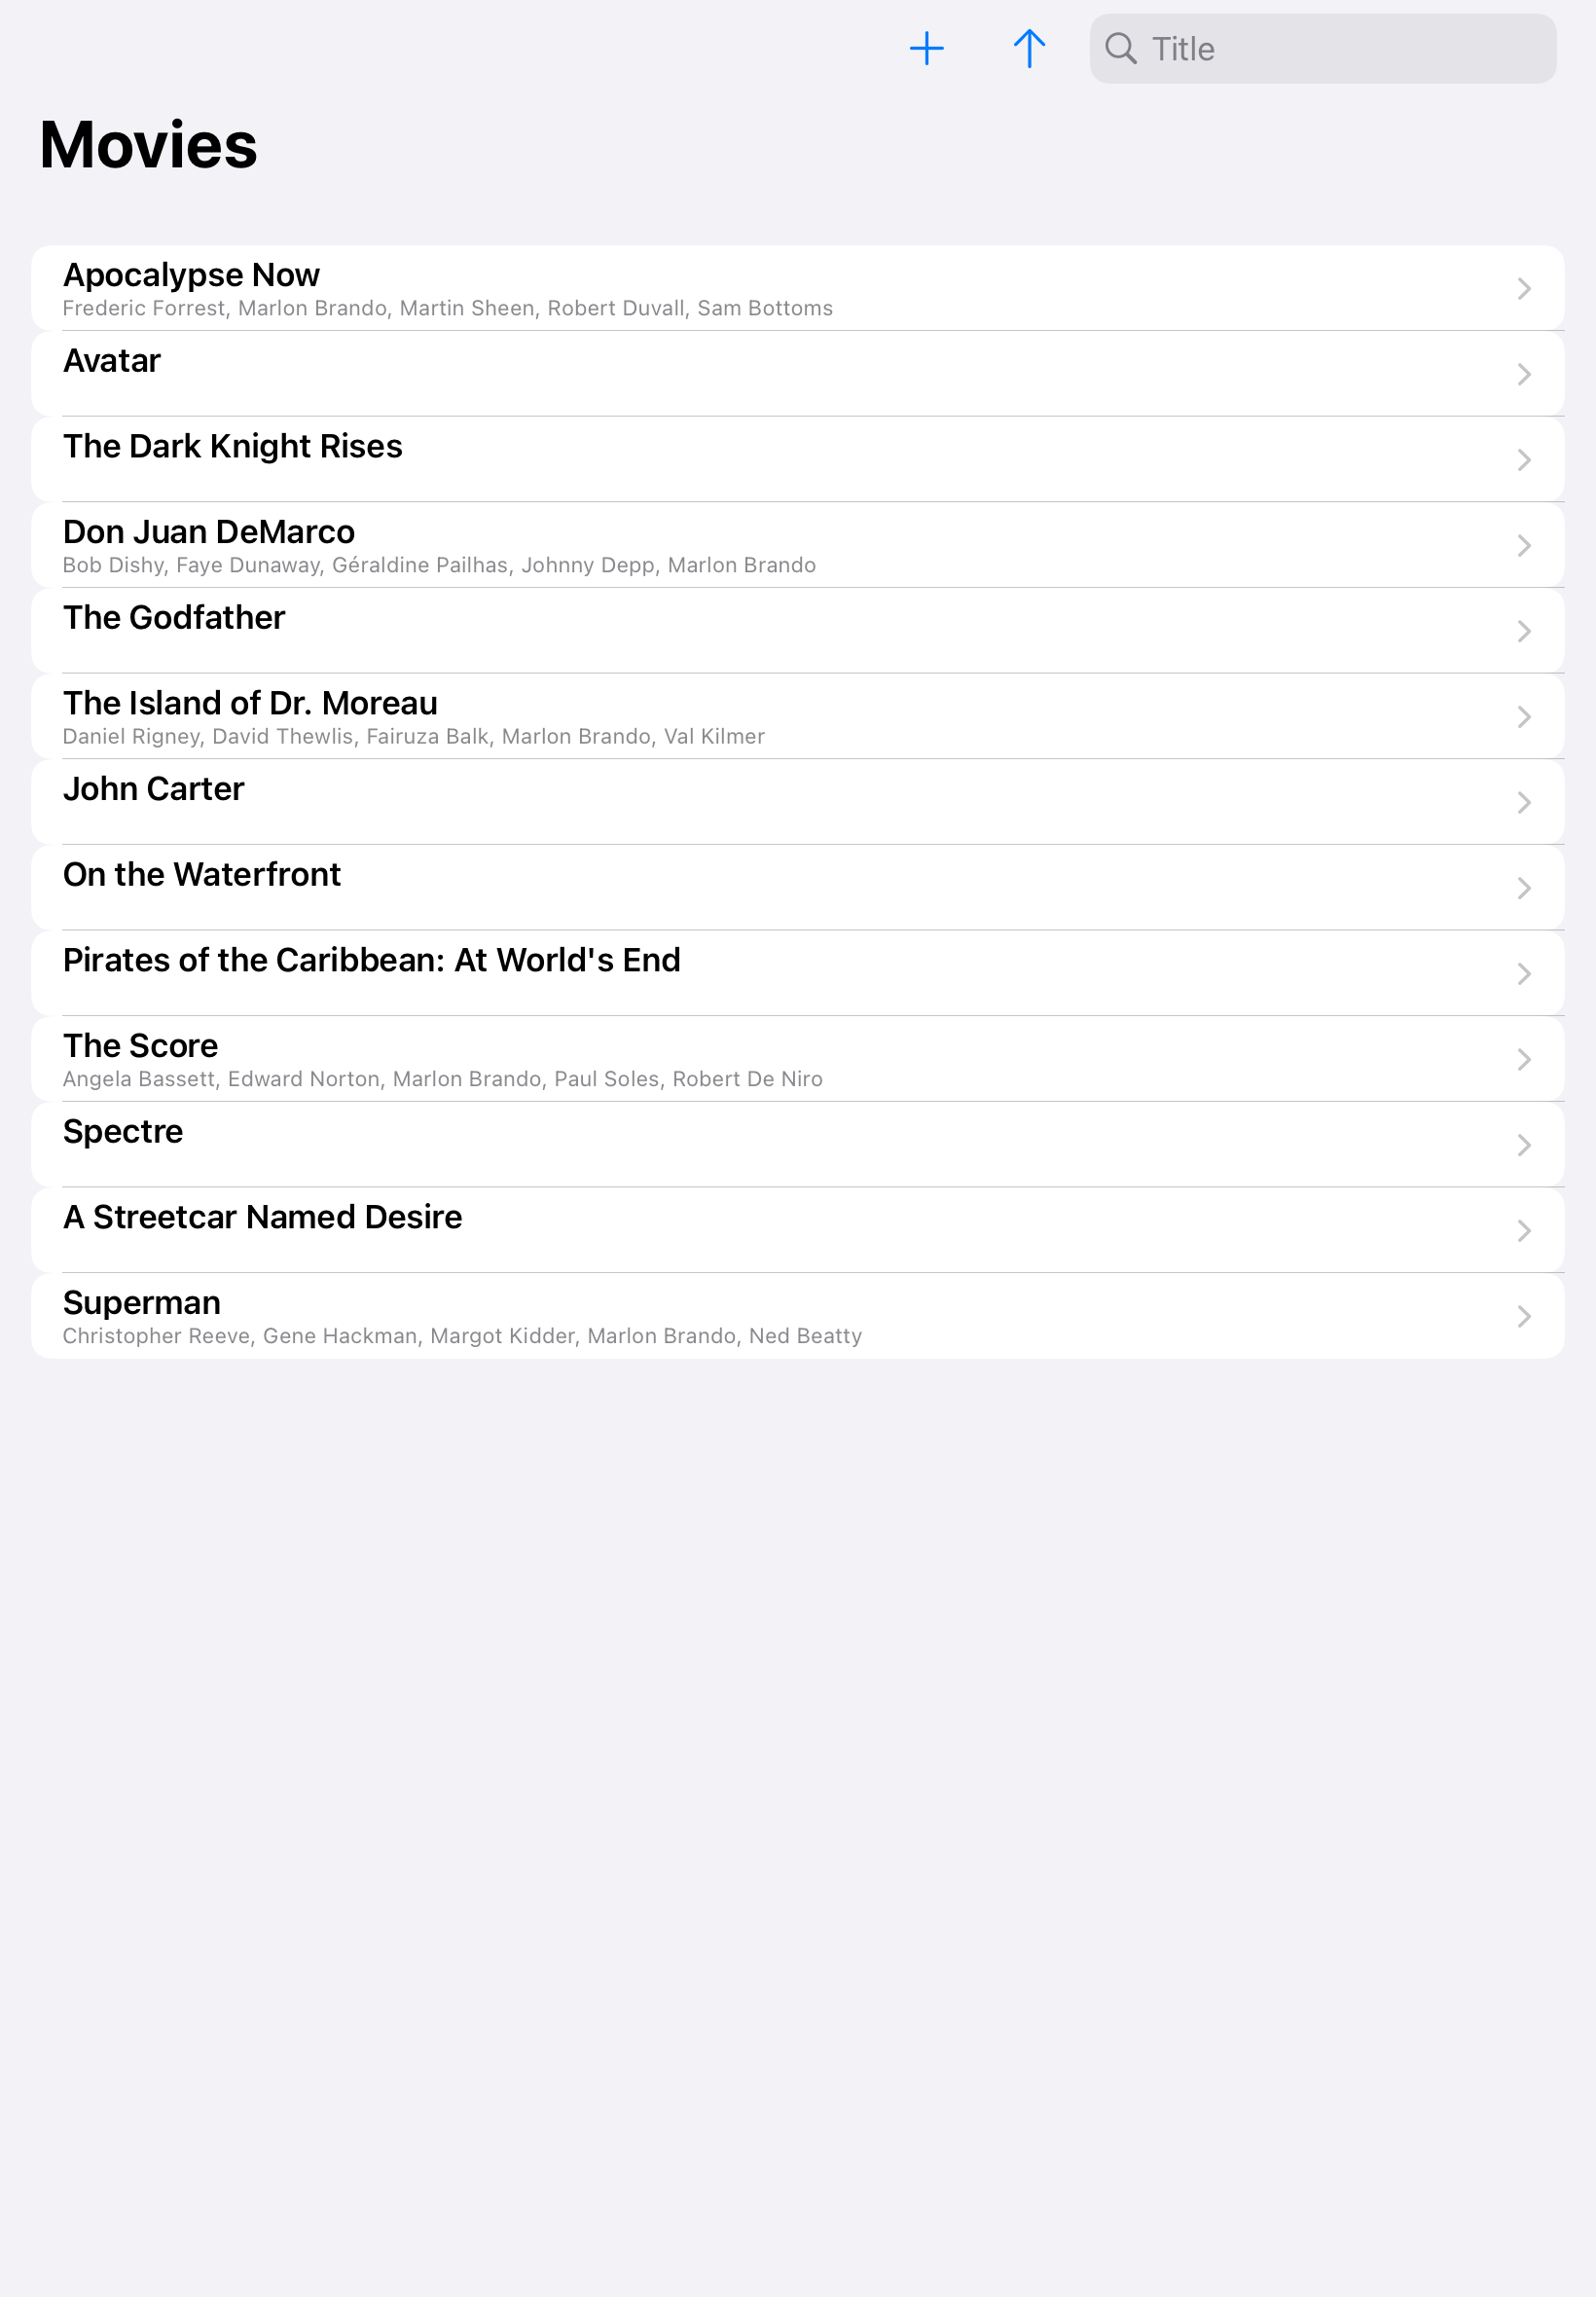 Title
Movies
Apocalypse Now
Frederic Forrest, Marlon Brando, Martin Sheen, Robert Duvall, Sam Bottoms
Avatar
The Dark Knight Rises
Don Juan DeMarco
Bob Dishy, Faye Dunaway, Géraldine Pailhas, Johnny Depp, Marlon Brando
The Godfather
The Island of Dr. Moreau
Daniel Rigney, David Thewlis, Fairuza Balk, Marlon Brando, Val Kilmer
John Carter
On the Waterfront
Pirates of the Caribbean: At World's End
The Score
Angela Bassett, Edward Norton, Marlon Brando, Paul Soles, Robert De Niro
Spectre
A Streetcar Named Desire
Superman
Christopher Reeve, Gene Hackman, Margot Kidder, Marlon Brando, Ned Beatty